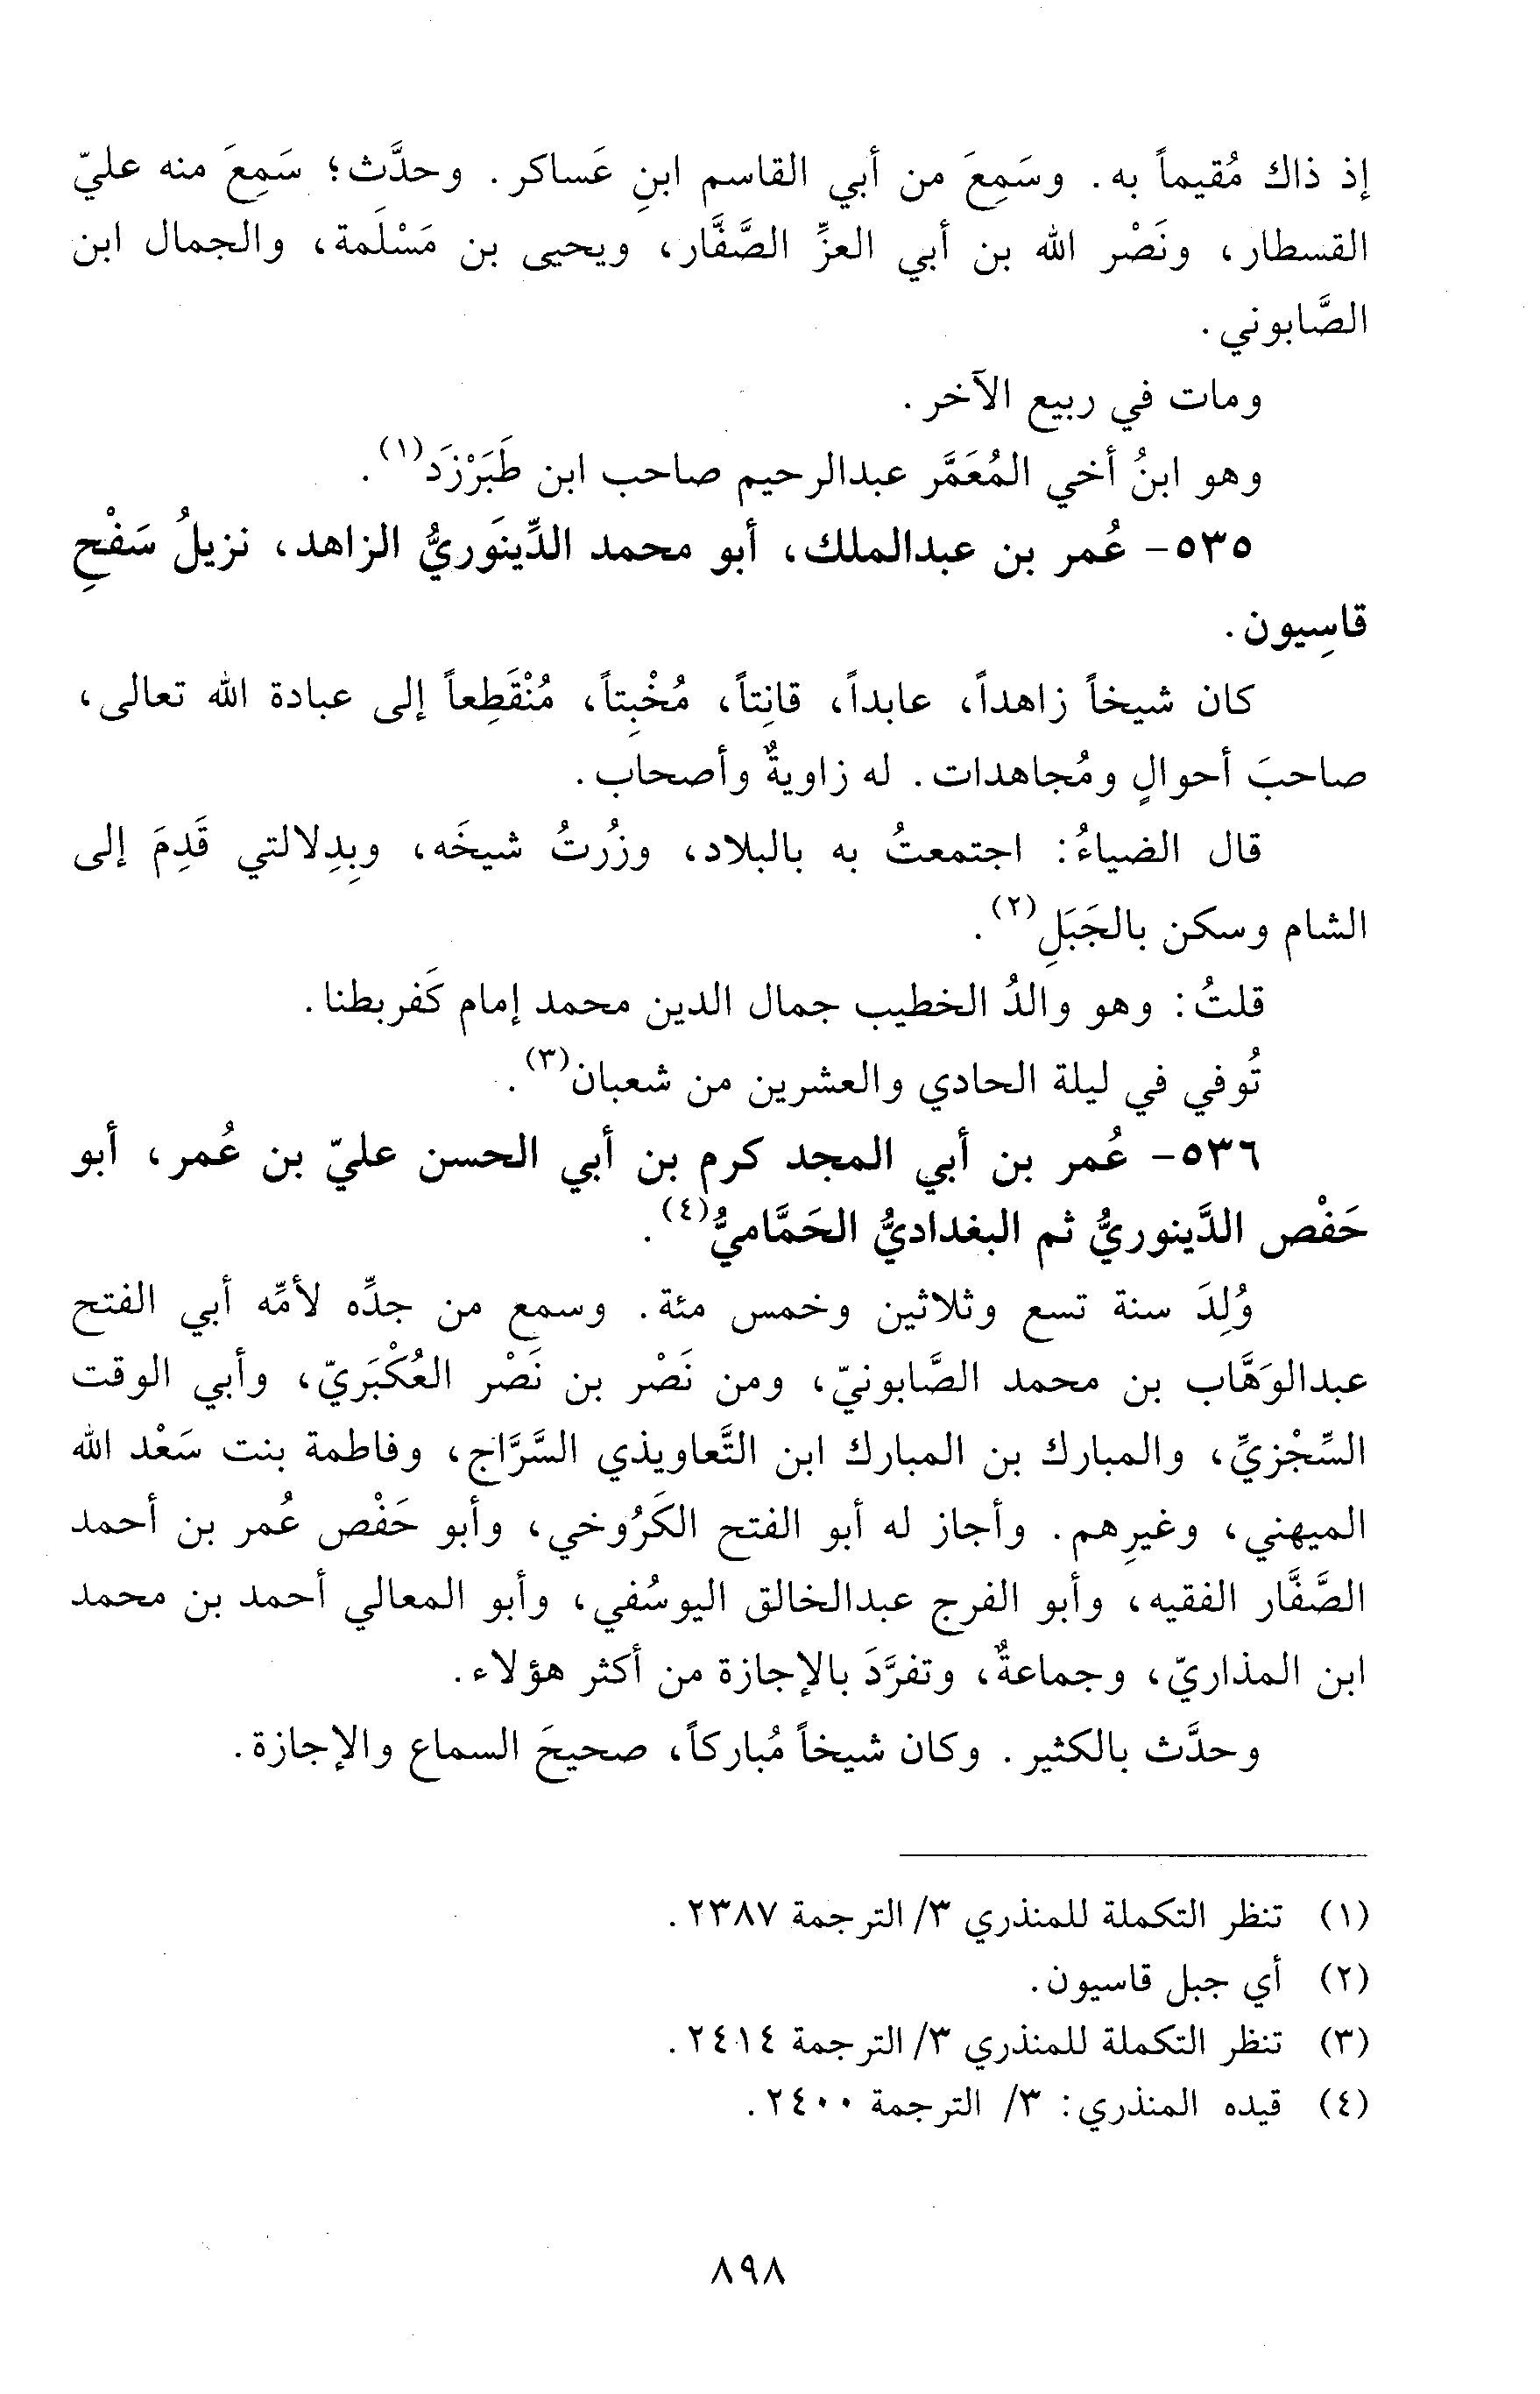 إذ ذاك مُقيماً به. وسَمِعَ من أبي القاسم ابنِ عَساكر. وحدَّث؛ سَمِعَ منه عليّ
القسطار، ونَصْر الله بن أبي العزِّ الصَّفَّار، ويحيى بن مَسْلَمة، والجمال ابن
الصَّابوني.
ومات في ربيع الآخر.
وهو ابنُ أخي المُعَمَّر عبدالرحيم صاحب ابن طَبَرْزَد(١).
٥٣٥- عُمر بن عبدالملك، أبو محمد الدِّينَوريُّ الزاهد، نزيلُ سَفْحِ
قاسِيون.
كان شيخاً زاهداً، عابداً، قانِتاً، مُخْبِتاً، مُنْقَطِعاً إلى عبادة الله تعالى،
صاحبَ أحوالٍ ومُجاهدات. له زاويةٌ وأصحاب.
قال الضياءُ: اجتمعتُ به بالبلاد، وزُرتُ شيخَه، وبِدِلالتي قَدِمَ إلى
الشام وسكن بالجَبَلِ(٢).
قلتُ: وهو والدُ الخطيب جمال الدين محمد إمام كَفربطنا.
تُوفي في ليلة الحادي والعشرين من شعبان(٣).
٥٣٦- عُمر بن أبي المجد كرم بن أبي الحسن عليّ بن عُمر، أبو
حَفْص الدَّينوريُّ ثم البغداديُّ الحَمَّاميُّ(٤).
وُلِدَ سنة تسع وثلاثين وخمس مئة. وسمع من جدِّه لأمِّه أبي الفتح
عبدالوَهَّاب بن محمد الصَّابونيّ، ومن نَصْر بن نَصْر العُكْبَريّ، وأبي الوقت
السِّجْزيِّ، والمبارك بن المبارك ابن التَّعاويذي السَّرَّاج، وفاطمة بنت سَعْد الله
الميهني، وغيرِهم. وأجاز له أبو الفتح الكَرُوخي، وأبو حَفْص عُمر بن أحمد
الصَّفَّار الفقيه، وأبو الفرج عبدالخالق اليوسُفي، وأبو المعالي أحمد بن محمد
ابن المذاريّ، وجماعةٌ، وتفرَّدَ بالإجازة من أكثر هؤلاء.
وحدَّث بالكثير. وكان شيخاً مُباركاً، صحيحَ السماع والإجازة.
(١) تنظر التكملة للمنذري ٣/ الترجمة ٢٣٨٧.
(٢) أي جبل قاسيون.
(٣) تنظر التكملة للمنذري ٣/ الترجمة ٢٤١٤.
(٤) قيده المنذري: ٣/ الترجمة ٢٤٠٠.
٨٩٨